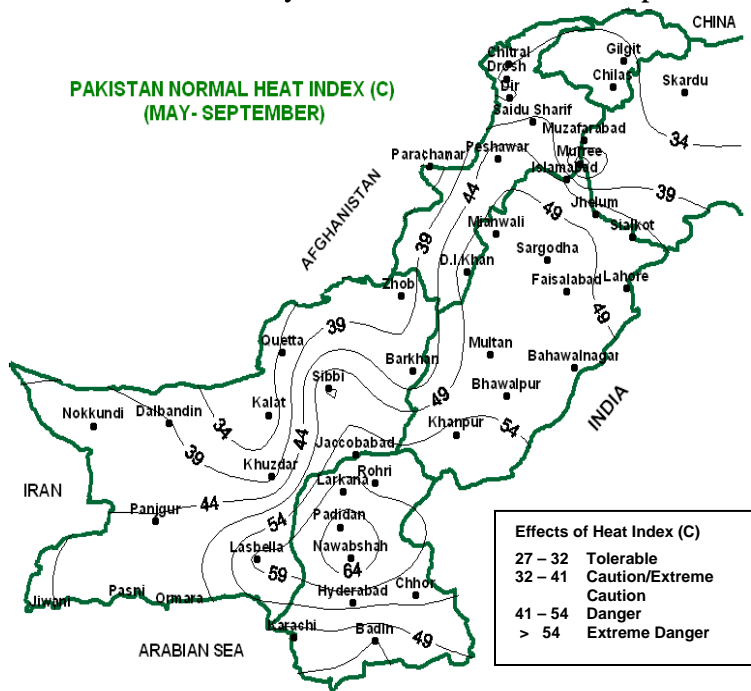 CHINA
Chitral
Drosh
Dir
Gilgit
Chilas
Skardu
PAKISTAN NORMAL HEAT INDEX (C)
(MAY- SEPTEMBER)
Saidu Sharif
Muzafarabad
34
Parachanar
Peshawar
Murree
Islamabad
44
39
AFGHANISTAN
49
Jhelum
Mianwali
Sialkot
39
Sargodha
D.I.Khan
Zhob
Faisalabad
Lahore
49
39
Quetta
Multan
Bahawalnagar
Barkhan
Sibbi
49
Bhawalpur
INDIA
Nokkundi
Dalbandin
Kalat
34
44
Khanpur
54
39
Jaccobabad
Khuzdar
Rohri
IRAN
Larkana
44
Panjgur
54
Padidan
Lasbella
Nawabshah
59
64
Pasni
Ormara
Jiwani
Hyderabad
Chhor
Karachi
Badin
49
ARABIAN SEA
Effects of Heat Index (C)
27 – 32 Tolerable
32 – 41 Caution/Extreme
Caution
41 – 54 Danger
> 54 Extreme Danger